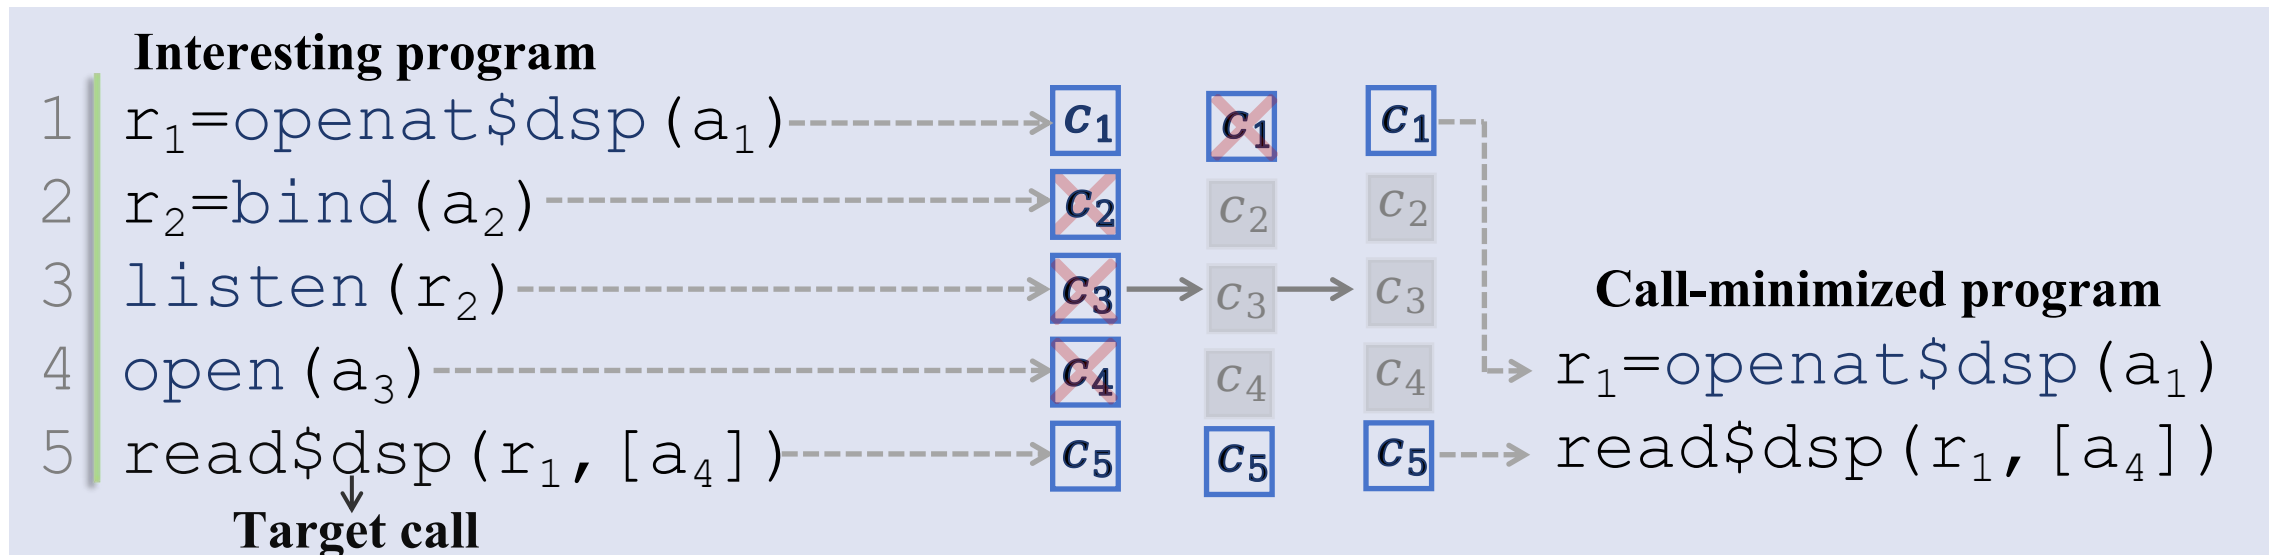 Interesting program
1 r₁=openat$dsp(a₁) c₁ c₁ c₁
2 r₂=bind(a₂) c₂ c₂ c₂
3 listen(r₂) c₃ c₃ c₃
Call-minimized program
4 open(a₃) c₄ c₄ c₄ r₁=openat$dsp(a₁)
5 read$dsp(r₁,[a₄]) c₅ c₅ c₅ read$dsp(r₁,[a₄])
Target call